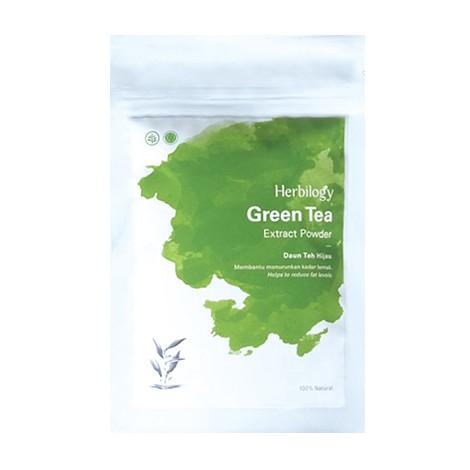 Herbilogy
Green Tea
Extract Powder
Daun Teh Hijau
Membantu menurunkan kadar lemak.
Helps to reduce fat levels
100% Natural